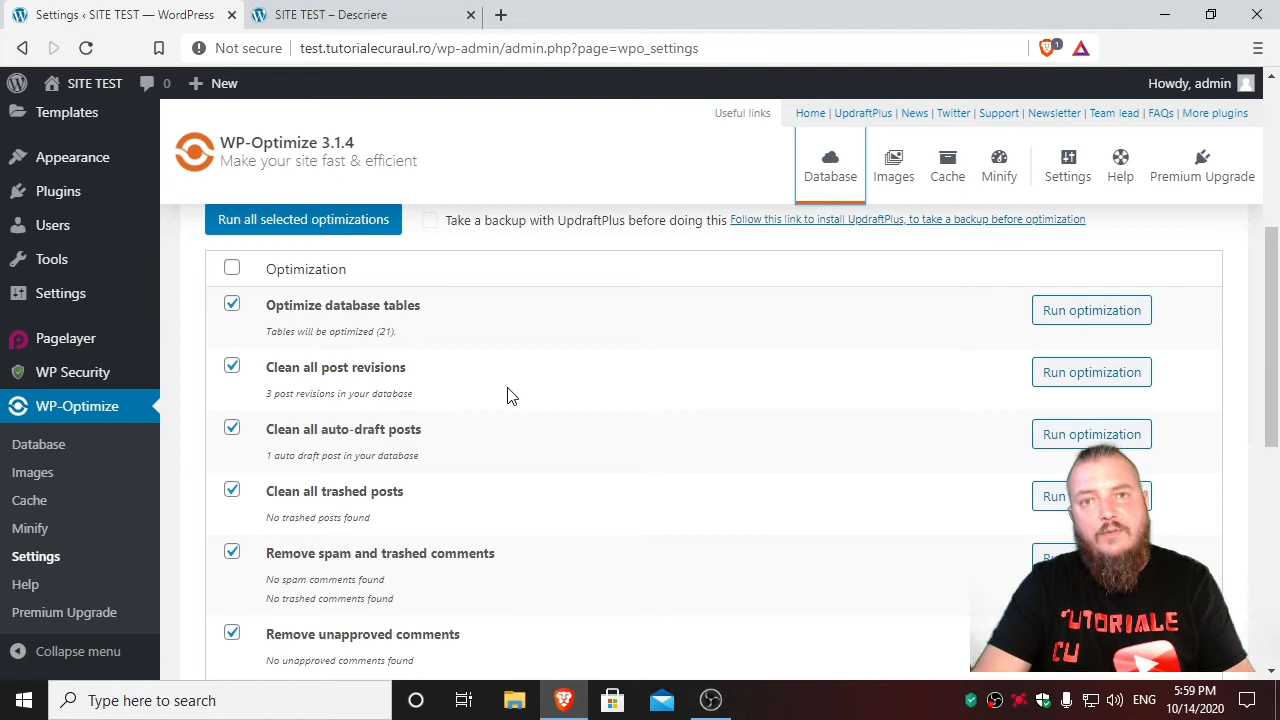 Settings ‹ SITE TEST — WordPress
SITE TEST – Descriere
Not secure
test.tutorialecuraul.ro/wp-admin/admin.php?page=wpo_settings
1
SITE TEST
0
New
Howdy, admin
Templates
Appearance
Plugins
Users
Tools
Settings
Pagelayer
WP Security
WP-Optimize
Database
Images
Cache
Minify
Settings
Help
Premium Upgrade
Collapse menu
Useful links
Home | UpdraftPlus | News | Twitter | Support | Newsletter | Team lead | FAQs | More plugins
WP-Optimize 3.1.4
Make your site fast & efficient
Database
Images
Cache
Minify
Settings
Help
Premium Upgrade
Run all selected optimizations
Take a backup with UpdraftPlus before doing this Follow this link to install UpdraftPlus, to take a backup before optimization
Optimization
Optimize database tables
Tables will be optimized (21).
Run optimization
Clean all post revisions
3 post revisions in your database
Run optimization
Clean all auto-draft posts
1 auto draft post in your database
Run optimization
Clean all trashed posts
No trashed posts found
Run
Remove spam and trashed comments
No spam comments found
No trashed comments found
Remove unapproved comments
No unapproved comments found
TUTORIALE
CU
Type here to search
ENG
5:59 PM
10/14/2020